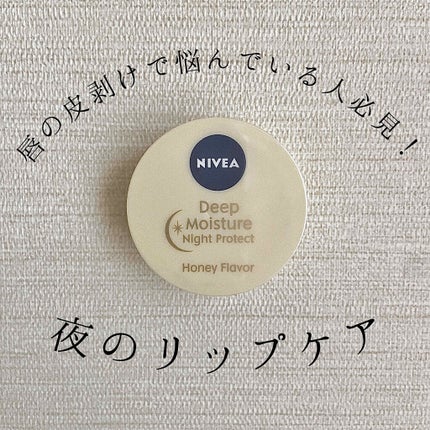 唇の皮剥けで悩んでいる人必見！
NIVEA
Deep
Moisture
Night Protect
Honey Flavor
夜のリップケア